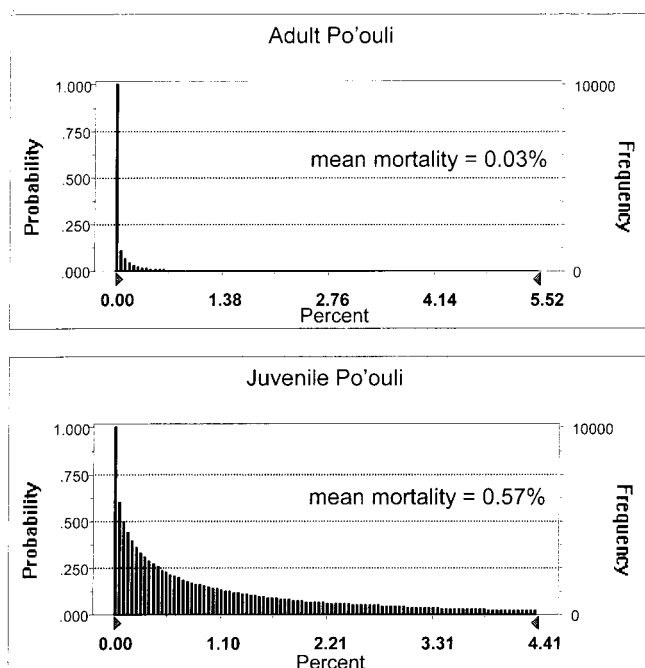 Adult Po'ouli
1.000
10000
.750
mean mortality = 0.03%
.500
.250
.000
0
Probability
Frequency
0.00 1.38 2.76 4.14 5.52
Percent
Juvenile Po'ouli
1.000
10000
.750
mean mortality = 0.57%
.500
.250
.000
0
Probability
Frequency
0.00 1.10 2.21 3.31 4.41
Percent